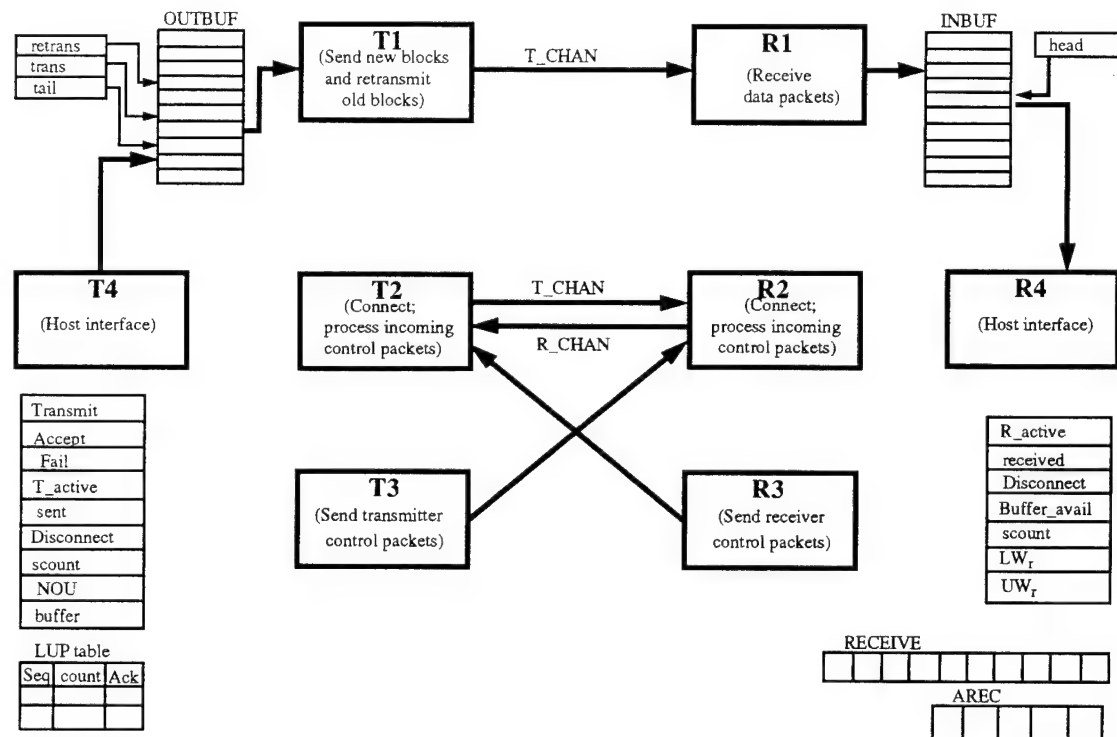 OUTBUF
retrans
trans
tail
T1
(Send new blocks
and retransmit
old blocks)
T_CHAN
R1
(Receive
data packets)
INBUF
head
T4
(Host interface)
T2
(Connect;
process incoming
control packets)
T_CHAN
R_CHAN
R2
(Connect;
process incoming
control packets)
R4
(Host interface)
T3
(Send transmitter
control packets)
R3
(Send receiver
control packets)
Transmit
Accept
Fail
T_active
sent
Disconnect
scount
NOU
buffer
R_active
received
Disconnect
Buffer_avail
scount
LWr
UWr
LUP table
Seq count Ack
RECEIVE
AREC